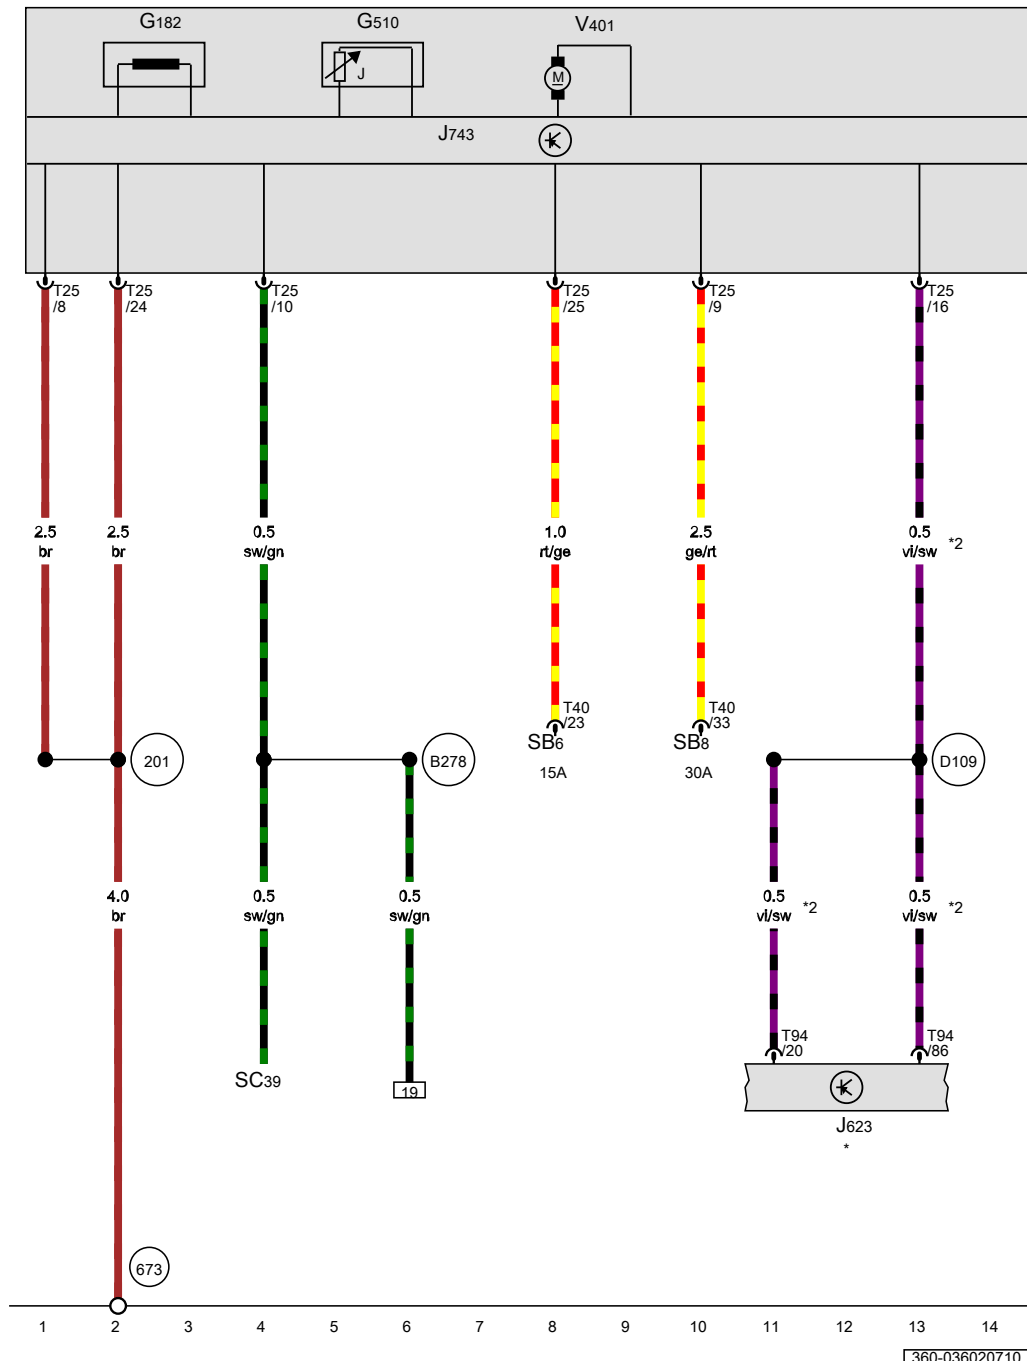 G182 G510 V401
M
J
J743
T25 T25 T25 T25 T25 T25
/8 /24 /10 /25 /9 /16
2.5 2.5 0.5 1.0 2.5 0.5
br br sw/gn rt/ge ge/rt vi/sw *2
T40 T40
/23 /33
SB6 SB8
201 B278 15A 30A D109
4.0 0.5 0.5 0.5 0.5
br sw/gn sw/gn vi/sw *2 vi/sw *2
T94 T94
/20 /86
SC39 19
J623
*
673
1 2 3 4 5 6 7 8 9 10 11 12 13 14
360-036020710